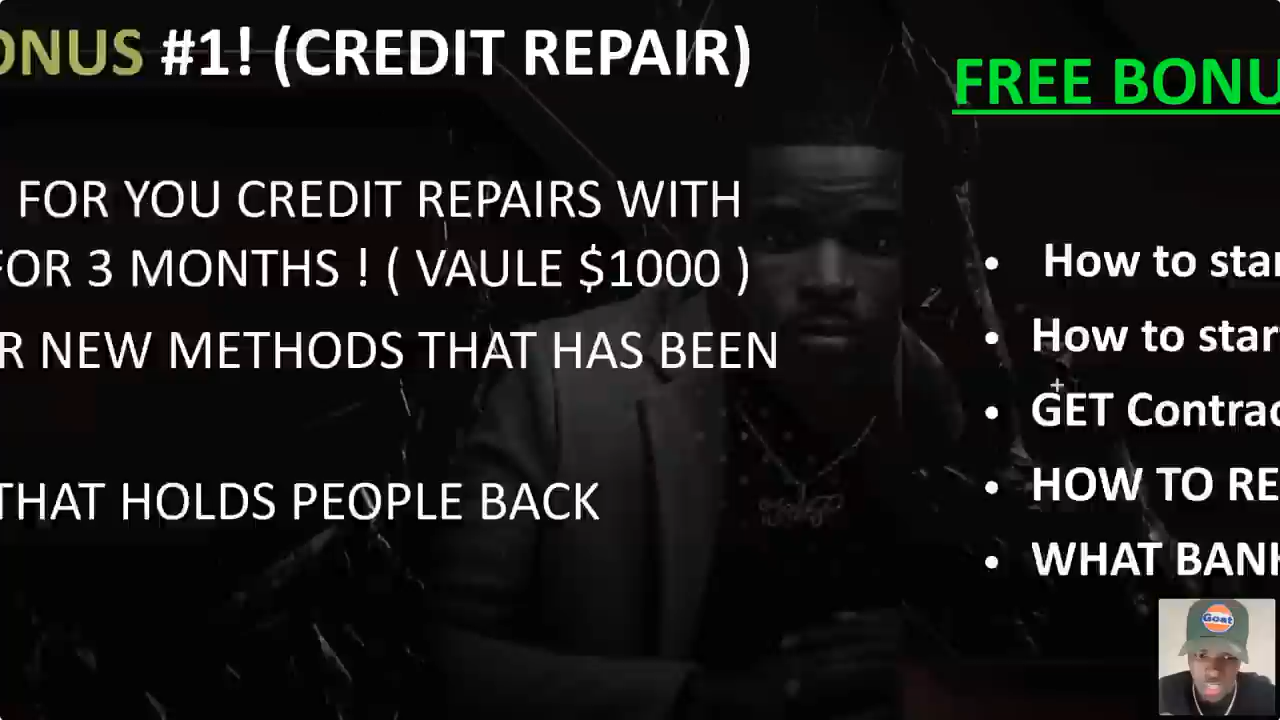 ONUS #1! (CREDIT REPAIR)
FOR YOU CREDIT REPAIRS WITH
FOR 3 MONTHS ! ( VAULE $1000 )
R NEW METHODS THAT HAS BEEN
THAT HOLDS PEOPLE BACK
FREE BONU
• How to star
• How to star
• GET Contrac
• HOW TO RE
• WHAT BANK
Goat